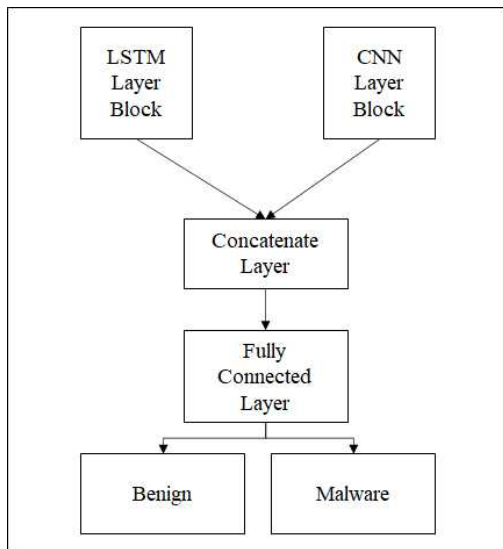 LSTM
Layer
Block
CNN
Layer
Block
Concatenate
Layer
Fully
Connected
Layer
Benign
Malware